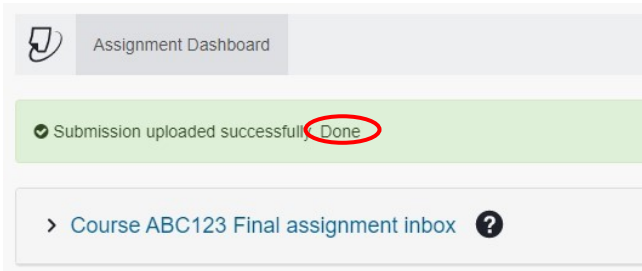 Assignment Dashboard
Submission uploaded successfully. Done
Course ABC123 Final assignment inbox ?